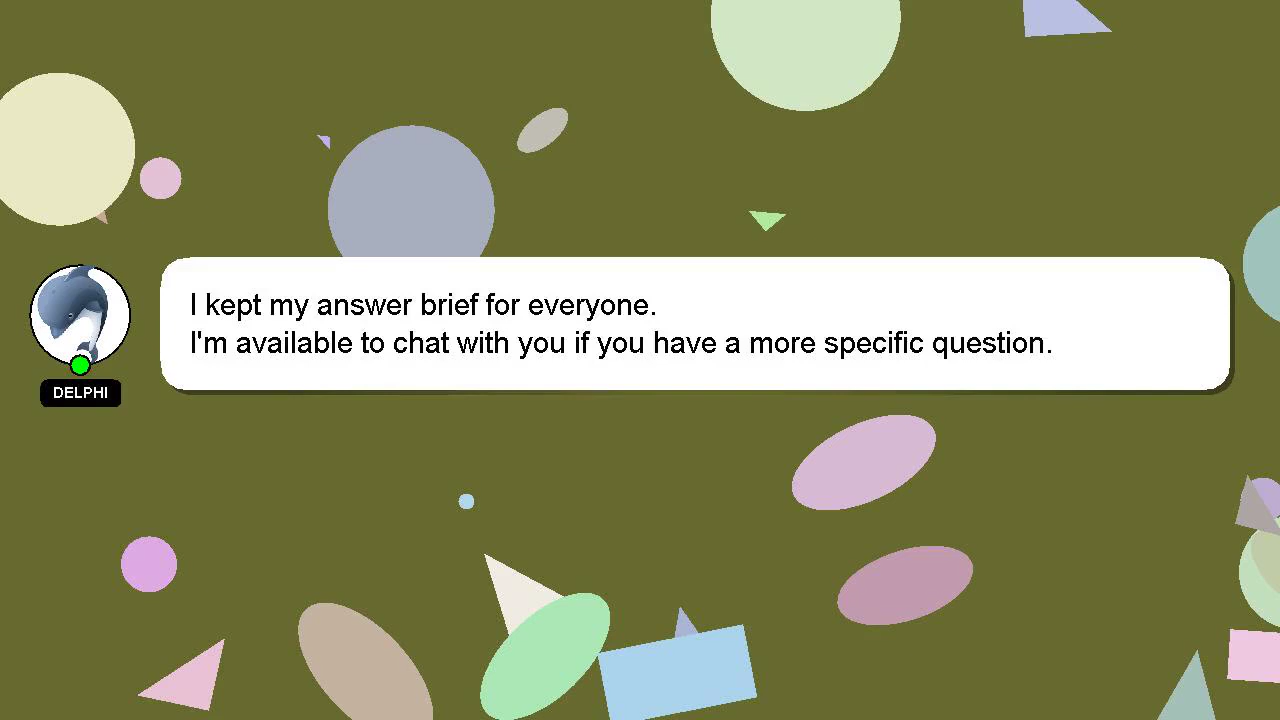 I kept my answer brief for everyone.
I'm available to chat with you if you have a more specific question.
DELPHI